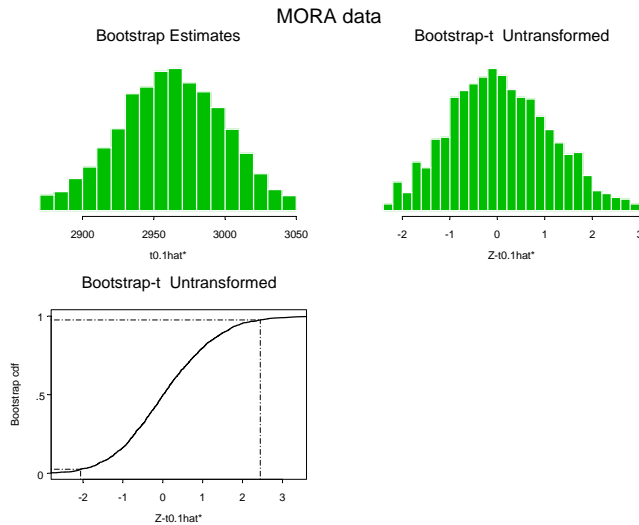 MORA data
Bootstrap Estimates
2900 2950 3000 3050
t0.1hat*
Bootstrap-t Untransformed
-2 -1 0 1 2 3
Z-t0.1hat*
Bootstrap-t Untransformed
Bootstrap cdf
1
.5
0
-2 -1 0 1 2 3
Z-t0.1hat*